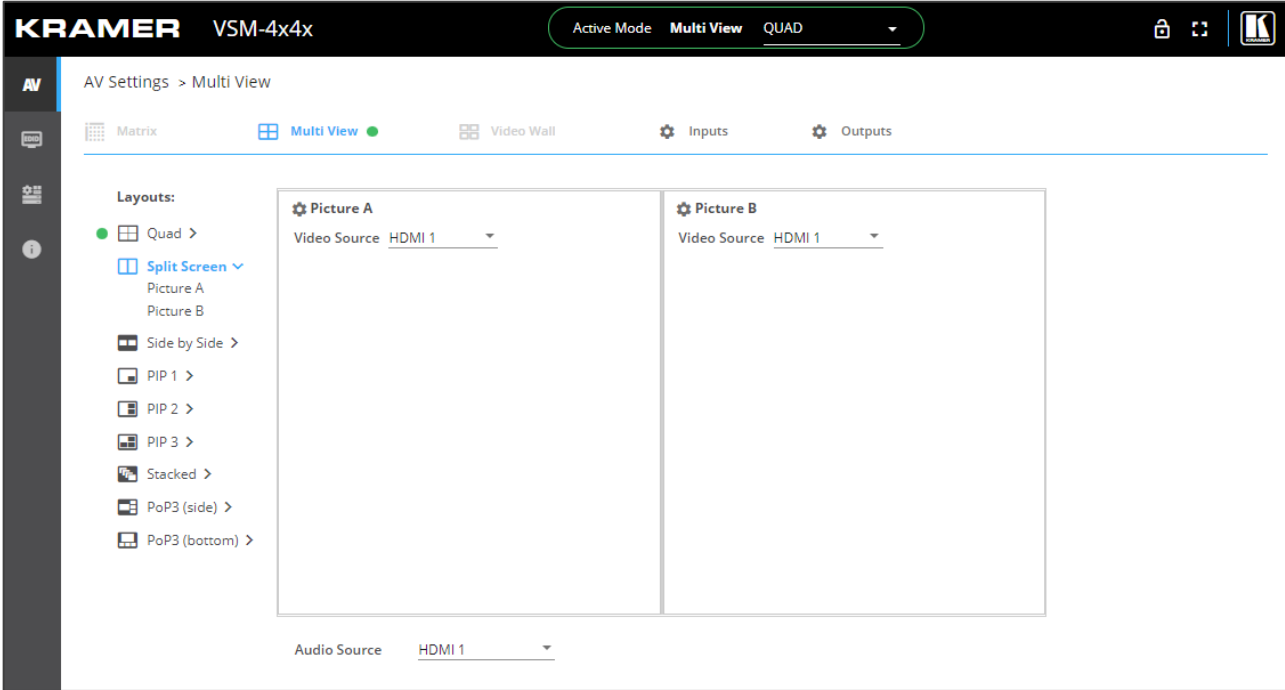 KRAMER VSM-4x4x Active Mode Multi View QUAD
KRAMER
AV
AV Settings > Multi View
EDID
Matrix Multi View Video Wall Inputs Outputs
Layouts:
Quad >
Split Screen
Picture A
Picture B
Side by Side >
PIP 1 >
PIP 2 >
PIP 3 >
Stacked >
PoP3 (side) >
PoP3 (bottom) >
Picture A
Video Source HDMI 1
Picture B
Video Source HDMI 1
Audio Source HDMI 1